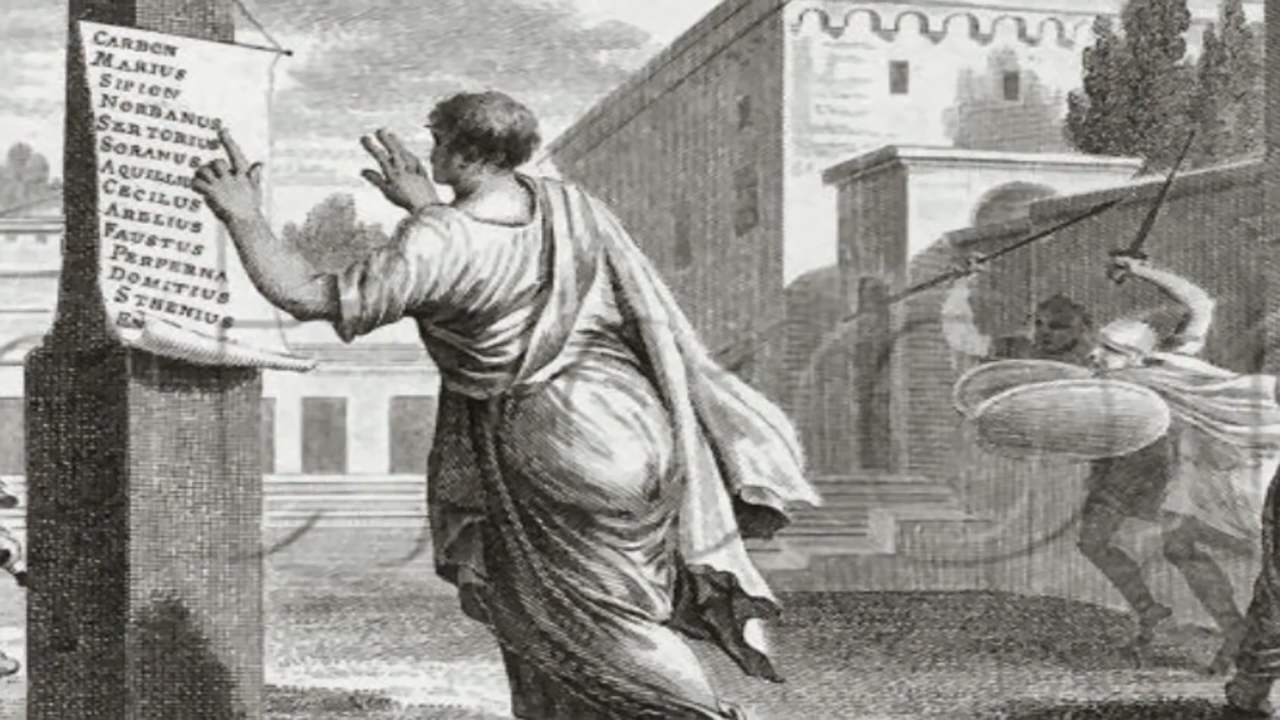 CARBON
MARIUS
SIPION
NORBANUS
SERTORIUS
SORANUS
AQUILLIUS
CECILUS
ARELIUS
FAUSTUS
PERPERNA
DOMITIUS
STHENIUS